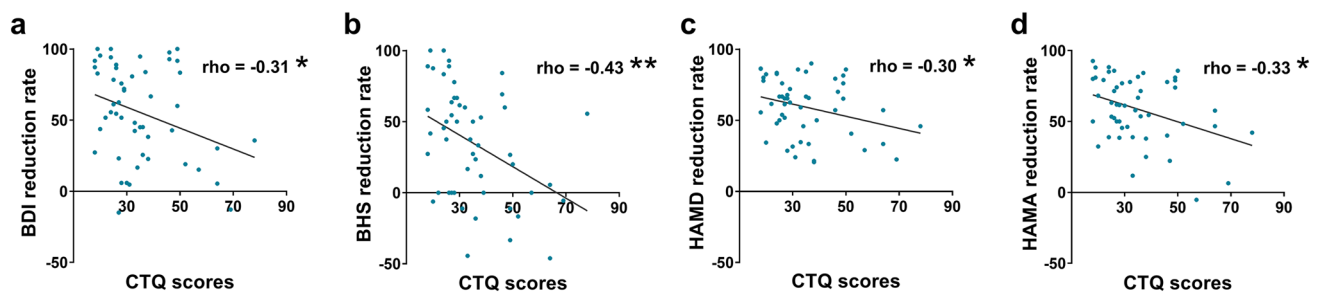 a
BDI reduction rate
100
50
0
-50
30
50
70
90
rho = -0.31 *
CTQ scores
b
BHS reduction rate
100
50
0
-50
30
50
70
90
rho = -0.43 **
CTQ scores
c
HAMD reduction rate
100
50
0
-50
30
50
70
90
rho = -0.30 *
CTQ scores
d
HAMA reduction rate
100
50
0
-50
30
50
70
90
rho = -0.33 *
CTQ scores